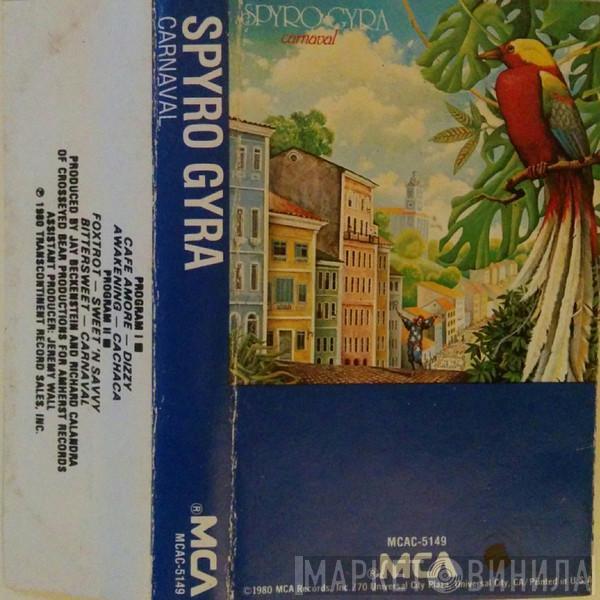 SPYRO GYRA
carnaval
SPYRO GYRA
CARNAVAL
® MCA
MCAC-5149
PROGRAM I ■
CAFE AMORE – DIZZY
AWAKENING – CACHACA
PROGRAM II ■
FOXTROT – SWEET 'N SAVVY
BITTERSWEET – CARNAVAL
PRODUCED BY JAY BECKENSTEIN AND RICHARD CALANDRA
OF CROSSEYED BEAR PRODUCTIONS FOR AMHERST RECORDS
ASSISTANT PRODUCER: JEREMY WALL
℗ 1980 TRANSCONTINENT RECORD SALES, INC.
MCAC-5149
® MCA
©1980 MCA Records, Inc./70 Universal City Plaza, Universal City, CA/Printed in U.S.A.
МАРКЕТ ВИНИЛА